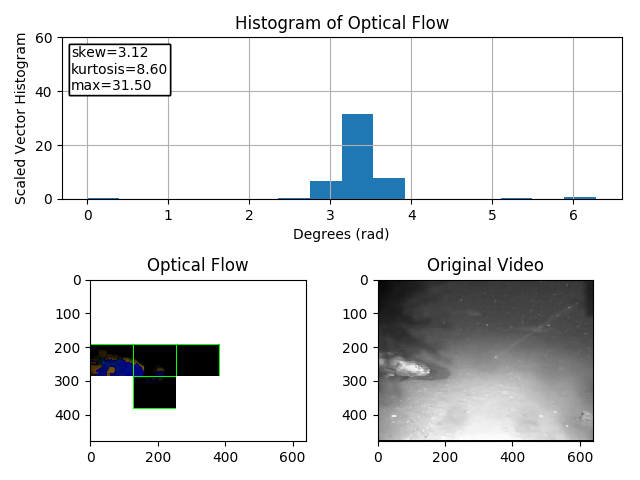 Histogram of Optical Flow
Scaled Vector Histogram
60
40
20
0
skew=3.12
kurtosis=8.60
max=31.50
0 1 2 3 4 5 6
Degrees (rad)
Optical Flow
0
100
200
300
400
0 200 400 600
Original Video
0
100
200
300
400
0 200 400 600